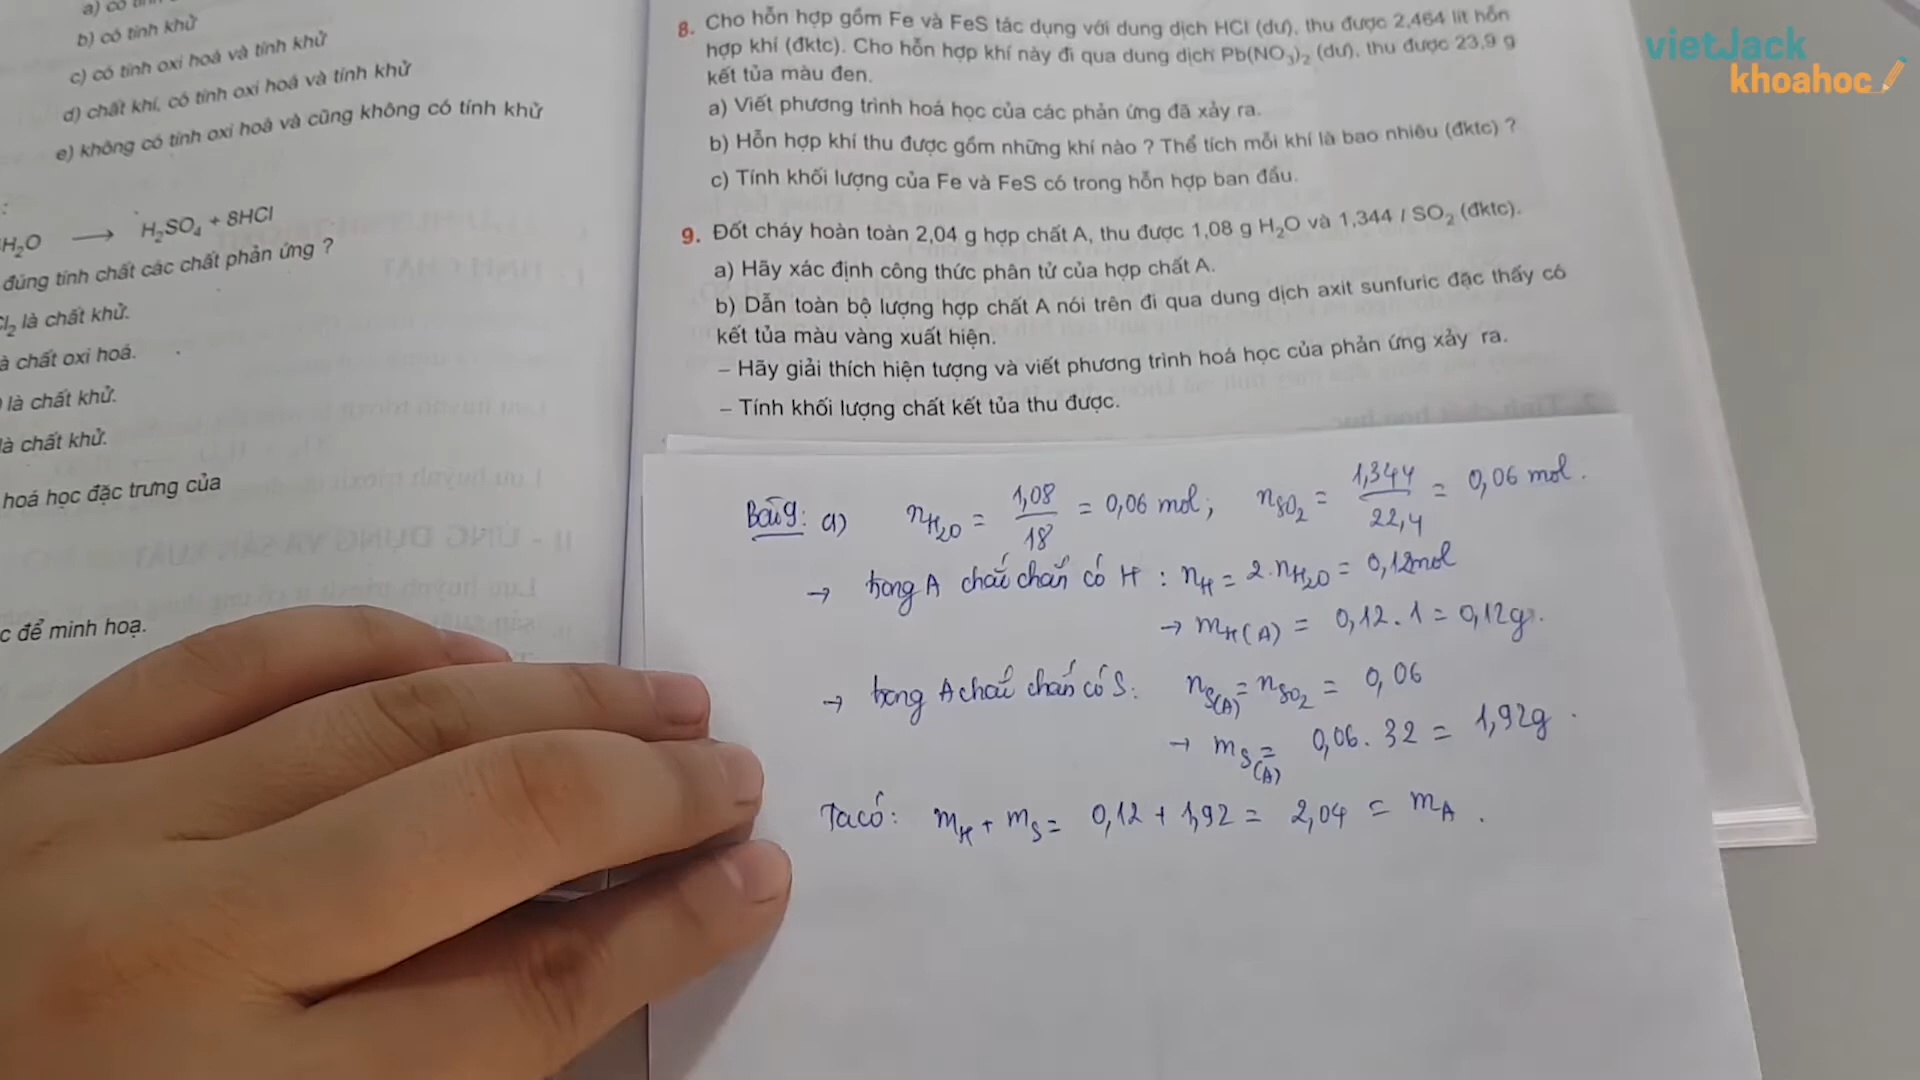 b) có tính khử
c) có tính oxi hoá và tính khử
d) chất khí, có tính oxi hoá và tính khử
e) không có tính oxi hoá và cũng không có tính khử
H₂O ⟶ H₂SO₄ + 8HCl
đúng tính chất các chất phản ứng ?
Cl₂ là chất khử.
là chất oxi hoá.
là chất khử.
là chất khử.
hoá học đặc trưng của
để minh hoạ.
8. Cho hỗn hợp gồm Fe và FeS tác dụng với dung dịch HCl (dư), thu được 2,464 lít hỗn
hợp khí (đktc). Cho hỗn hợp khí này đi qua dung dịch Pb(NO₃)₂ (dư), thu được 23,9 g
kết tủa màu đen.
a) Viết phương trình hoá học của các phản ứng đã xảy ra.
b) Hỗn hợp khí thu được gồm những khí nào ? Thể tích mỗi khí là bao nhiêu (đktc) ?
c) Tính khối lượng của Fe và FeS có trong hỗn hợp ban đầu.
9. Đốt cháy hoàn toàn 2,04 g hợp chất A, thu được 1,08 g H₂O và 1,344 l SO₂ (đktc).
a) Hãy xác định công thức phân tử của hợp chất A.
b) Dẫn toàn bộ lượng hợp chất A nói trên đi qua dung dịch axit sunfuric đặc thấy có
kết tủa màu vàng xuất hiện.
– Hãy giải thích hiện tượng và viết phương trình hoá học của phản ứng xảy ra.
– Tính khối lượng chất kết tủa thu được.
Bài 9: a) n_H₂O = 1,08/18 = 0,06 mol; n_SO₂ = 1,344/22,4 = 0,06 mol.
→ trong A chắc chắn có H : n_H = 2.n_H₂O = 0,12mol
→ m_H(A) = 0,12 . 1 = 0,12g.
→ trong A chắc chắn có S: n_S(A) = n_SO₂ = 0,06
→ m_S(A) = 0,06 . 32 = 1,92g.
Ta có: m_H + m_S = 0,12 + 1,92 = 2,04 = m_A.
vietJack
khoahoc